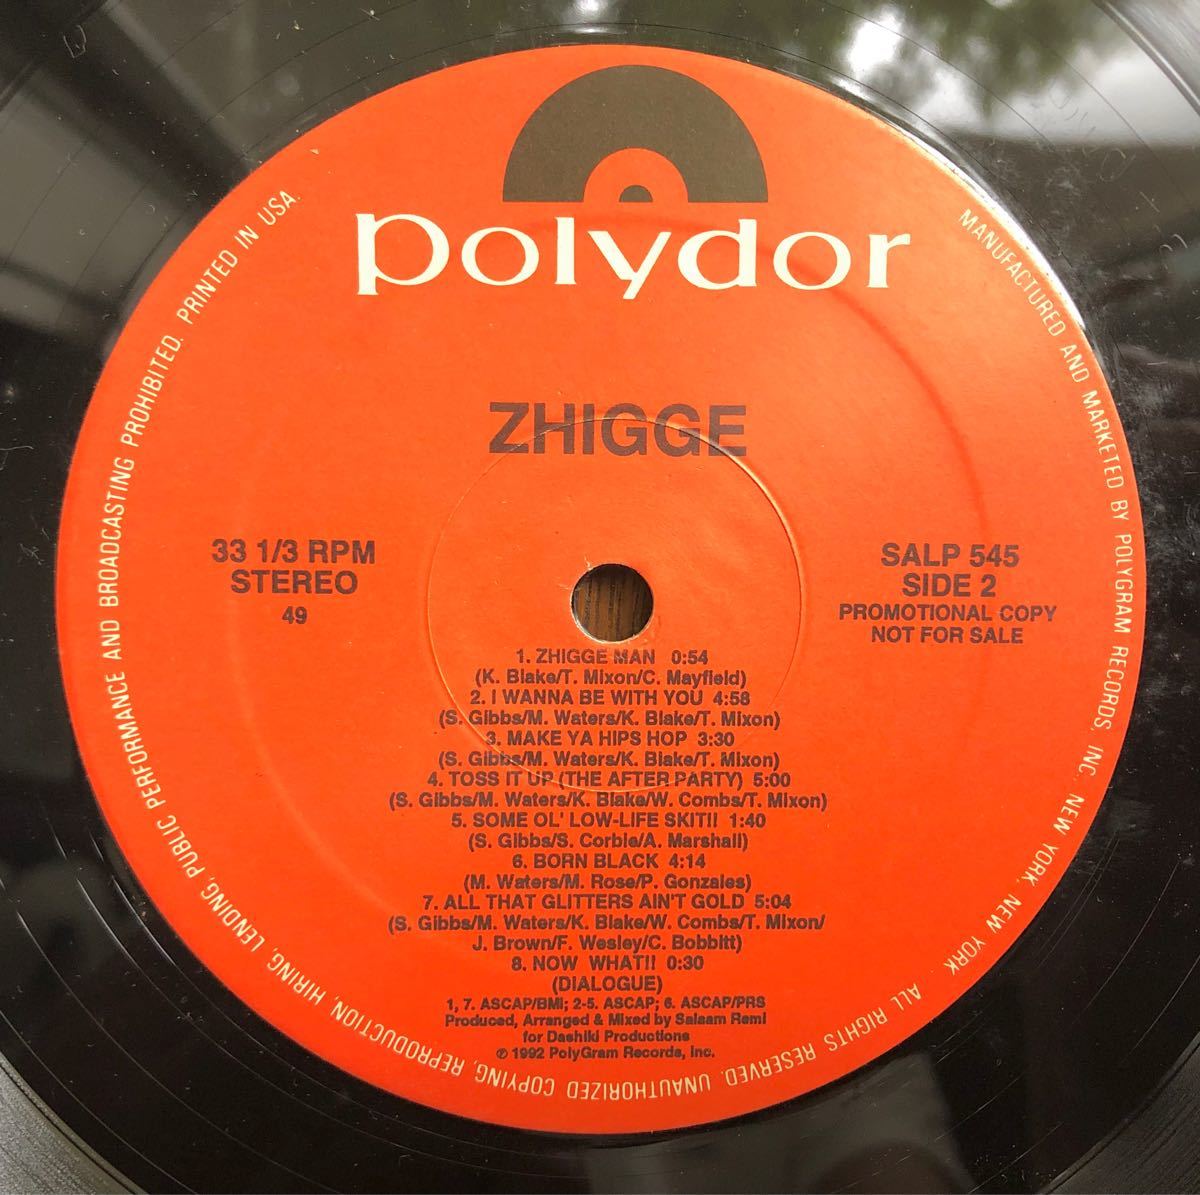 polydor
ZHIGGE
33 1/3 RPM
STEREO
49
SALP 545
SIDE 2
PROMOTIONAL COPY
NOT FOR SALE
1. ZHIGGE MAN 0:54
(K. Blake/T. Mixon/C. Mayfield)
2. I WANNA BE WITH YOU 4:58
(S. Gibbs/M. Waters/K. Blake/T. Mixon)
3. MAKE YA HIPS HOP 3:30
(S. Gibbs/M. Waters/K. Blake/T. Mixon)
4. TOSS IT UP (THE AFTER PARTY) 5:00
(S. Gibbs/M. Waters/K. Blake/W. Combs/T. Mixon)
5. SOME OL' LOW-LIFE SKIT!! 1:40
(S. Gibbs/S. Corbie/A. Marshall)
6. BORN BLACK 4:14
(M. Waters/M. Rose/P. Gonzales)
7. ALL THAT GLITTERS AIN'T GOLD 5:04
(S. Gibbs/M. Waters/K. Blake/W. Combs/T. Mixon/
J. Brown/F. Wesley/C. Bobbitt)
8. NOW WHAT!! 0:30
(DIALOGUE)
1, 7. ASCAP/BMI; 2-5. ASCAP; 6. ASCAP/PRS
Produced, Arranged & Mixed by Salaam Remi
for Dashiki Productions
℗ 1992 PolyGram Records, Inc.
MANUFACTURED AND MARKETED BY POLYGRAM RECORDS, INC. NEW YORK, NEW YORK. ALL RIGHTS RESERVED. UNAUTHORIZED COPYING, REPRODUCTION, HIRING, LENDING, PUBLIC PERFORMANCE AND BROADCASTING PROHIBITED. PRINTED IN USA.